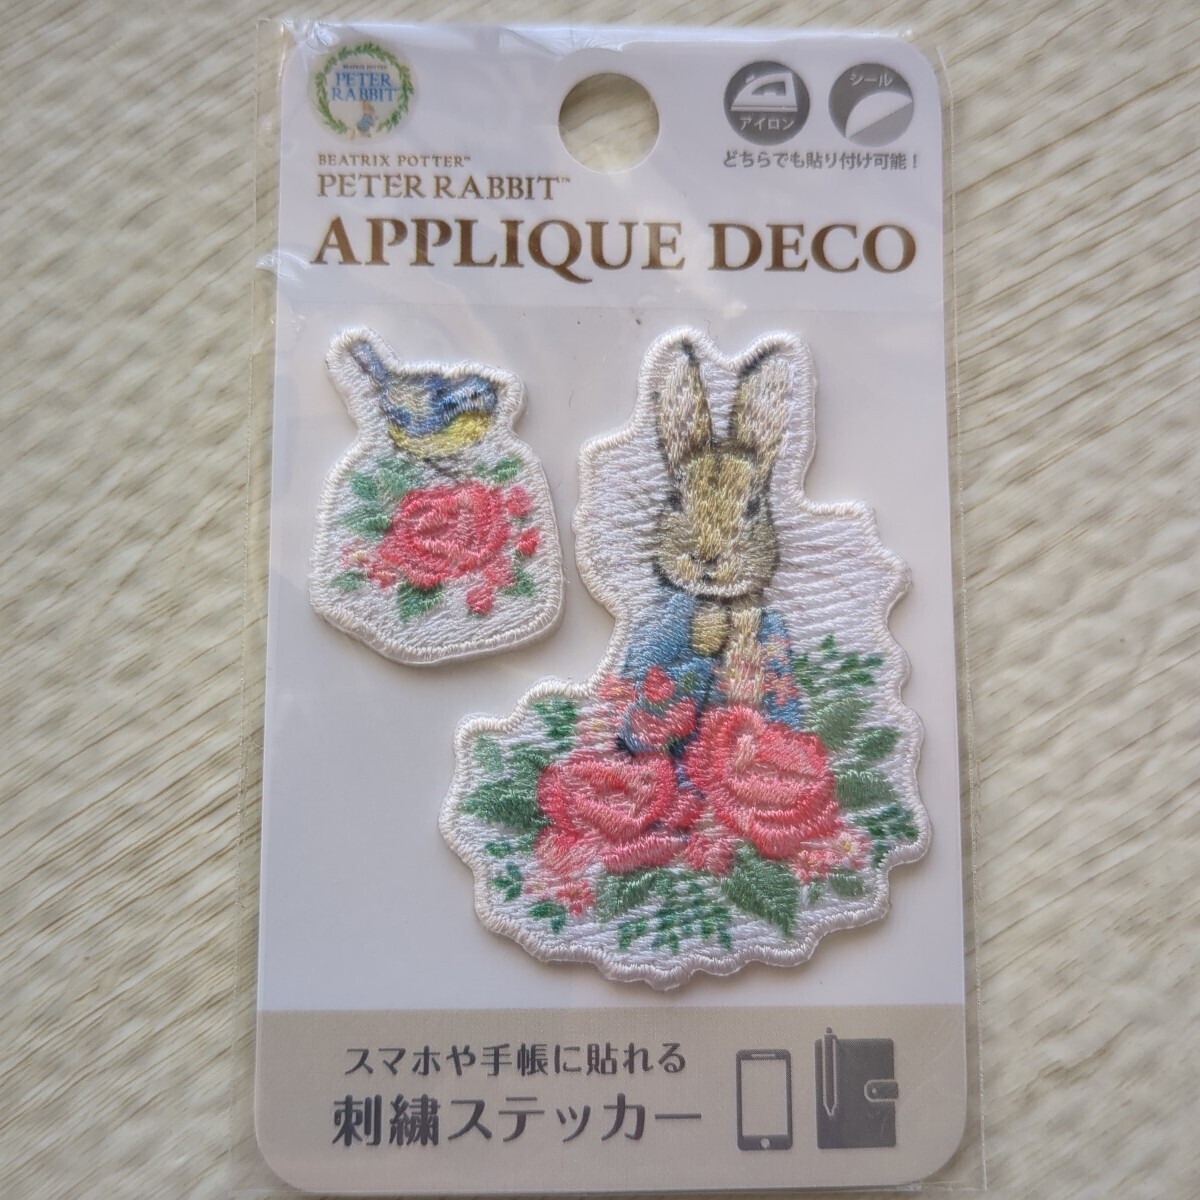 BEATRIX POTTER
PETER
RABBIT
アイロン
シール
どちらでも貼り付け可能！
BEATRIX POTTER™
PETER RABBIT™
APPLIQUE DECO
スマホや手帳に貼れる
刺繍ステッカー